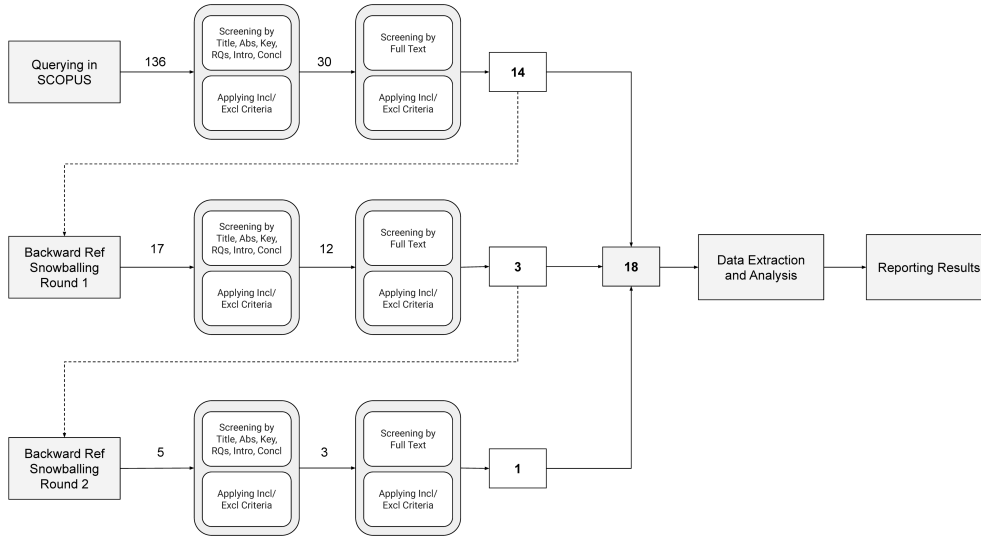 Querying in
SCOPUS
136
Screening by
Title, Abs, Key,
RQs, Intro, Concl
Applying Incl/
Excl Criteria
30
Screening by
Full Text
Applying Incl/
Excl Criteria
14
Backward Ref
Snowballing
Round 1
17
Screening by
Title, Abs, Key,
RQs, Intro, Concl
Applying Incl/
Excl Criteria
12
Screening by
Full Text
Applying Incl/
Excl Criteria
3
18
Data Extraction
and Analysis
Reporting Results
Backward Ref
Snowballing
Round 2
5
Screening by
Title, Abs, Key,
RQs, Intro, Concl
Applying Incl/
Excl Criteria
3
Screening by
Full Text
Applying Incl/
Excl Criteria
1